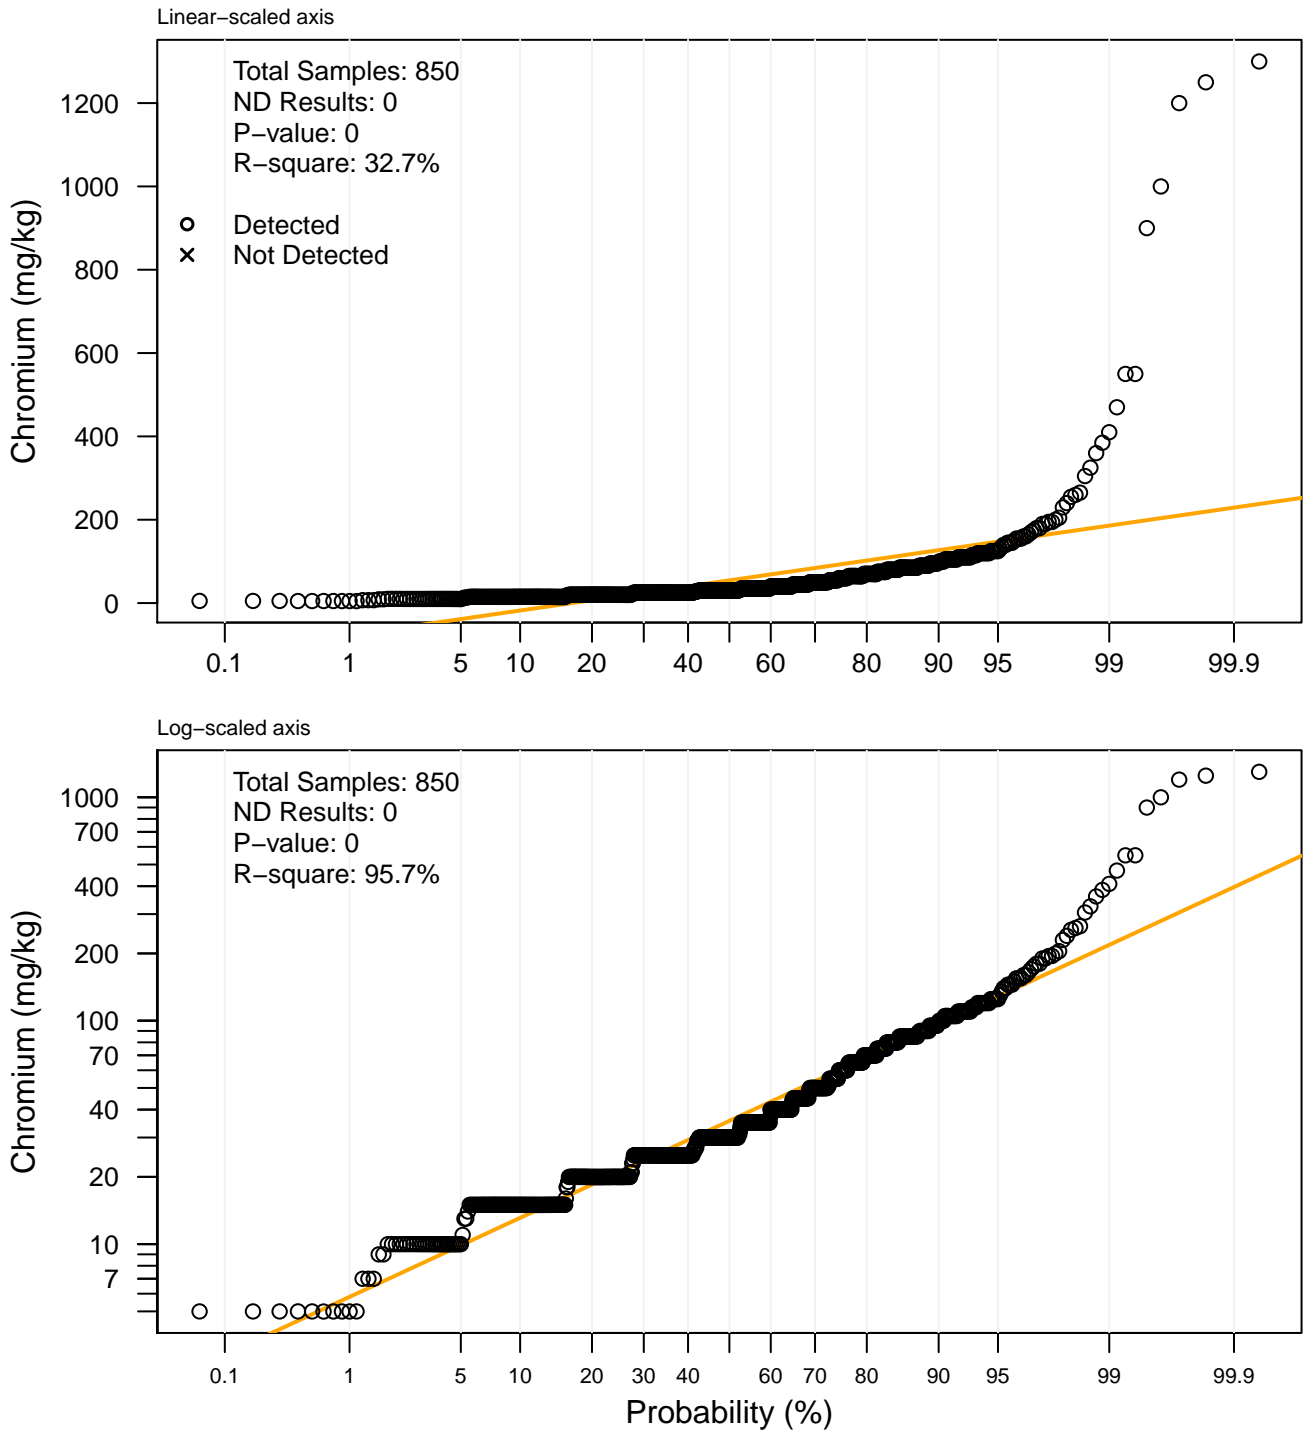 Linear−scaled axis
Total Samples: 850
ND Results: 0
P−value: 0
R−square: 32.7%
Detected
Not Detected
Chromium (mg/kg)
1200
1000
800
600
400
200
0
0.1 1 5 10 20 40 60 80 90 95 99 99.9
Log−scaled axis
Total Samples: 850
ND Results: 0
P−value: 0
R−square: 95.7%
Chromium (mg/kg)
1000
700
400
200
100
70
40
20
10
7
0.1 1 5 10 20 30 40 60 70 80 90 95 99 99.9
Probability (%)